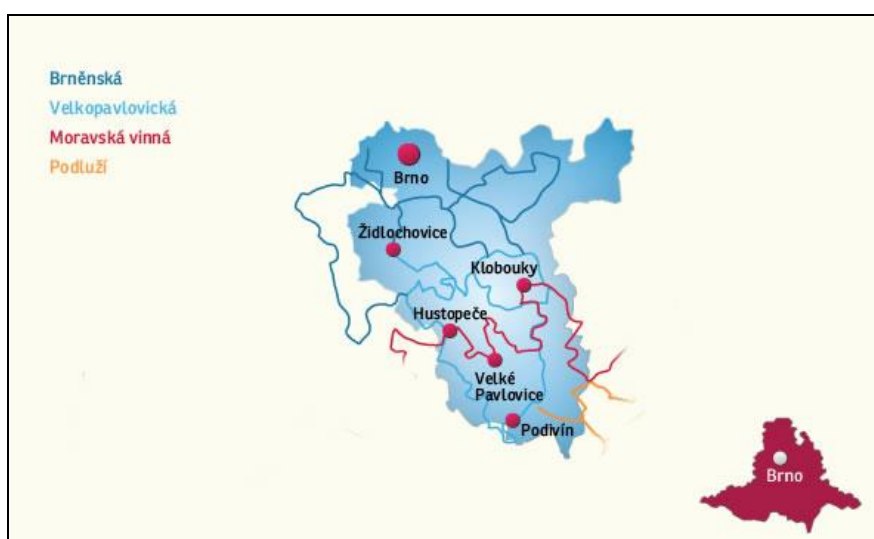 Brněnská
Velkopavlovická
Moravská vinná
Podluží
Brno
Židlochovice
Klobouky
Hustopeče
Velké
Pavlovice
Podivín
Brno